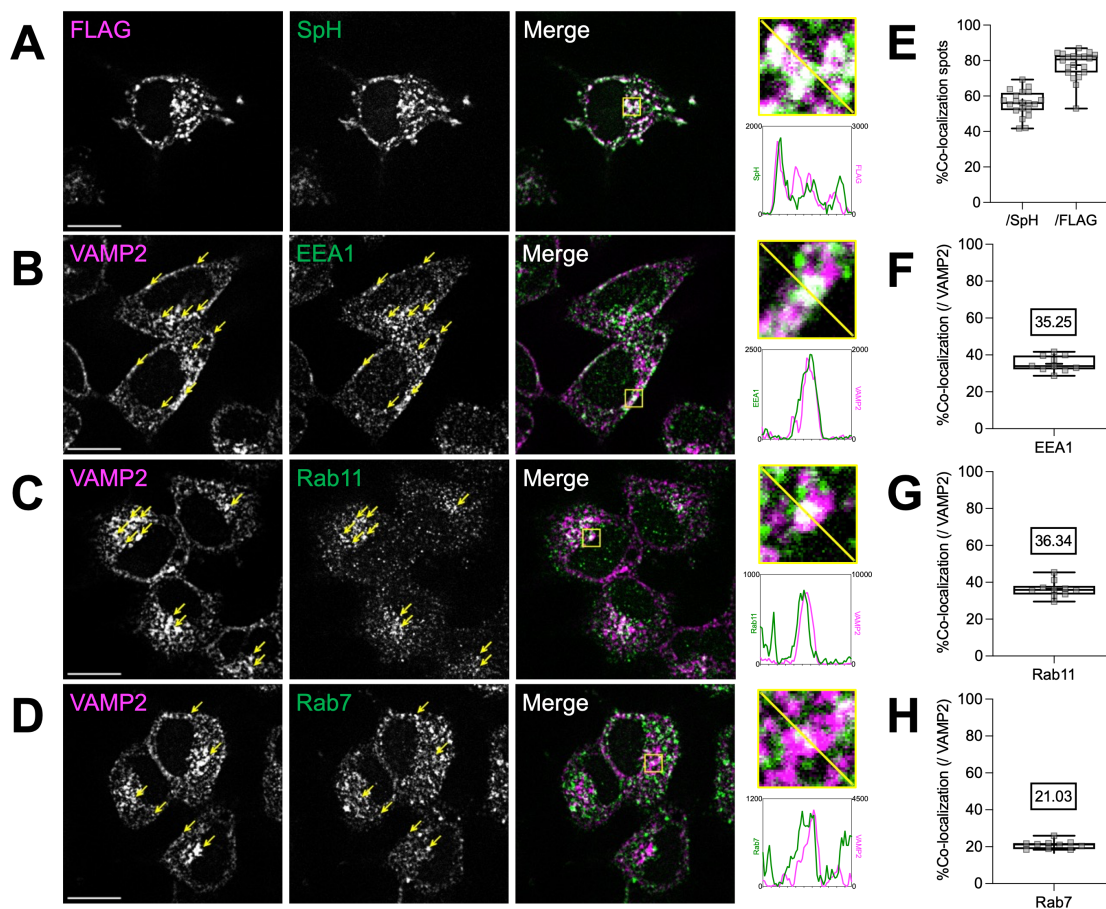 A
FLAG
SpH
Merge
2000
3000
SpH
FLAG
0
0
E
%Co-localization spots
100
80
60
40
20
0
/SpH
/FLAG
B
VAMP2
EEA1
Merge
2500
2000
EEA1
VAMP2
0
0
F
%Co-localization (/ VAMP2)
100
80
60
40
20
0
35.25
EEA1
C
VAMP2
Rab11
Merge
1000
10000
Rab11
VAMP2
0
0
G
%Co-localization (/ VAMP2)
100
80
60
40
20
0
36.34
Rab11
D
VAMP2
Rab7
Merge
1200
4500
Rab7
VAMP2
0
0
H
%Co-localization (/ VAMP2)
100
80
60
40
20
0
21.03
Rab7